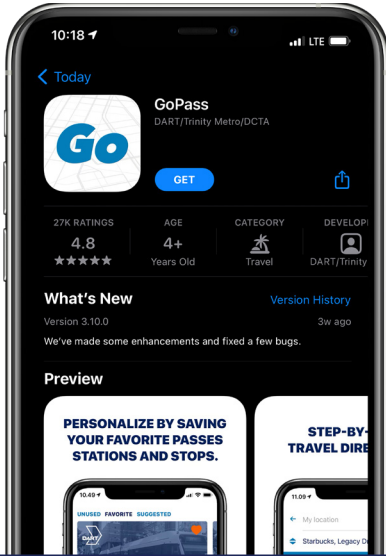 10:18
LTE
Today
Go
GoPass
DART/Trinity Metro/DCTA
GET
27K RATINGS
AGE
CATEGORY
DEVELOP
4.8
4+
★★★★★
Years Old
Travel
DART/Trinity
What's New
Version History
Version 3.10.0
3w ago
We've made some enhancements and fixed a few bugs.
Preview
PERSONALIZE BY SAVING
YOUR FAVORITE PASSES
STATIONS AND STOPS.
STEP-BY-
TRAVEL DIRE
10.49
UNUSED FAVORITE SUGGESTED
DART
11.09
My location
Starbucks, Legacy